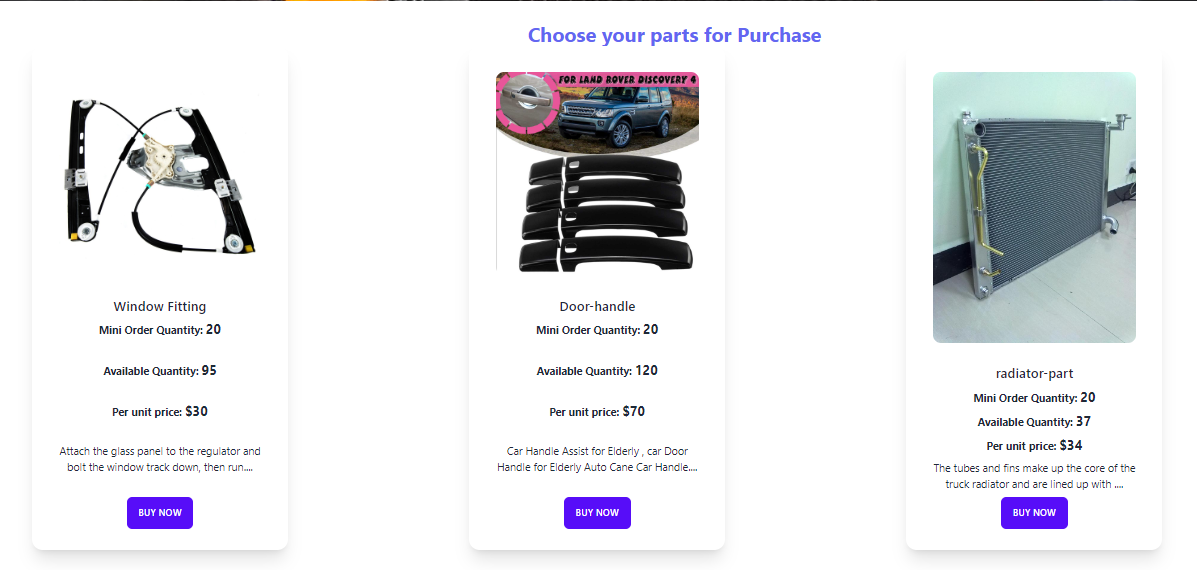 Choose your parts for Purchase
Window Fitting
Mini Order Quantity: 20
Available Quantity: 95
Per unit price: $30
Attach the glass panel to the regulator and
bolt the window track down, then run....
BUY NOW
FOR LAND ROVER DISCOVERY 4
Door-handle
Mini Order Quantity: 20
Available Quantity: 120
Per unit price: $70
Car Handle Assist for Elderly , car Door
Handle for Elderly Auto Cane Car Handle....
BUY NOW
radiator-part
Mini Order Quantity: 20
Available Quantity: 37
Per unit price: $34
The tubes and fins make up the core of the
truck radiator and are lined up with ....
BUY NOW